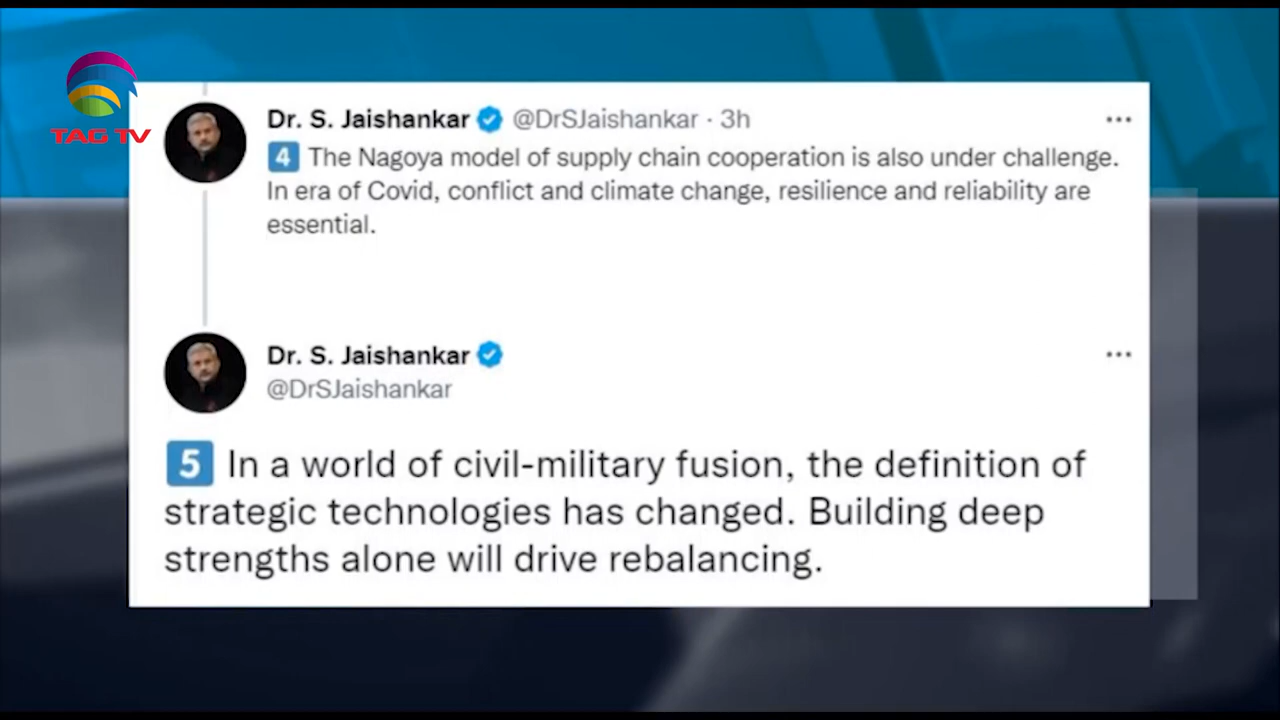 TAG TV
Dr. S. Jaishankar @DrSJaishankar · 3h
4 The Nagoya model of supply chain cooperation is also under challenge.
In era of Covid, conflict and climate change, resilience and reliability are
essential.
Dr. S. Jaishankar
@DrSJaishankar
5 In a world of civil-military fusion, the definition of
strategic technologies has changed. Building deep
strengths alone will drive rebalancing.